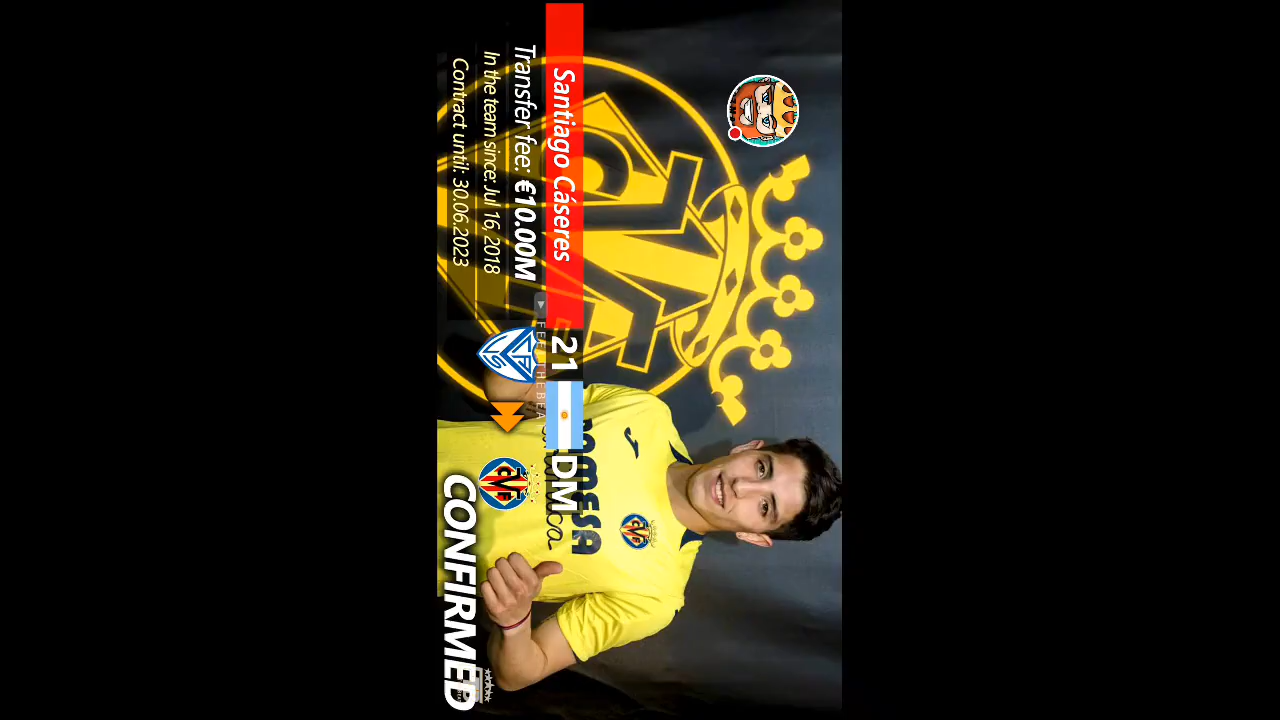 Santiago Cáseres
21
DM
Transfer fee: €10.00M
In the team since: Jul 16, 2018
Contract until: 30.06.2023
CONFIRMED
PAMESA